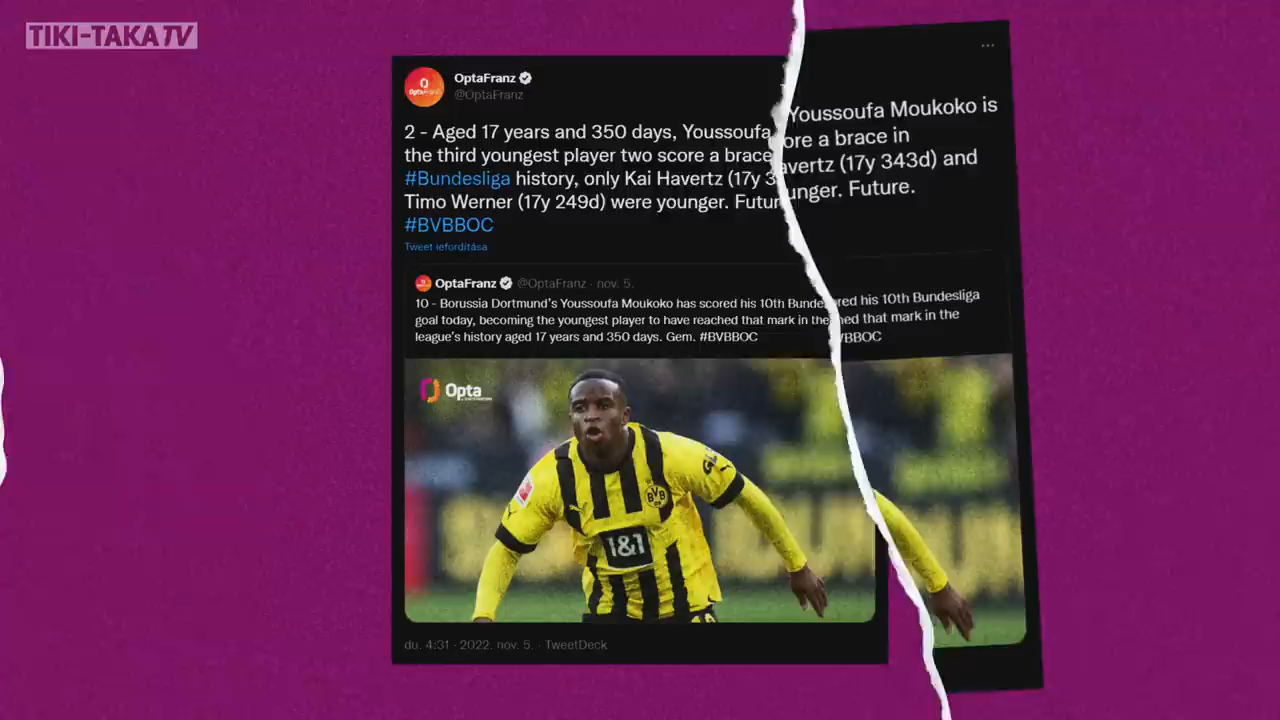 TIKI-TAKA TV
OptaFranz
@OptaFranz
2 - Aged 17 years and 350 days, Youssoufa
the third youngest player two score a brace
#Bundesliga history, only Kai Havertz (17y 3
Timo Werner (17y 249d) were younger. Futur
#BVBBOC
Tweet lefordítása
OptaFranz @OptaFranz · nov. 5.
10 - Borussia Dortmund's Youssoufa Moukoko has scored his 10th Bunde
goal today, becoming the youngest player to have reached that mark in the
league's history aged 17 years and 350 days. Gem. #BVBBOC
Opta
GLS
BVB
09
1&1
du. 4:31 · 2022. nov. 5. · TweetDeck
Youssoufa Moukoko is
ore a brace in
avertz (17y 343d) and
unger. Future.
red his 10th Bundesliga
hed that mark in the
VBBOC